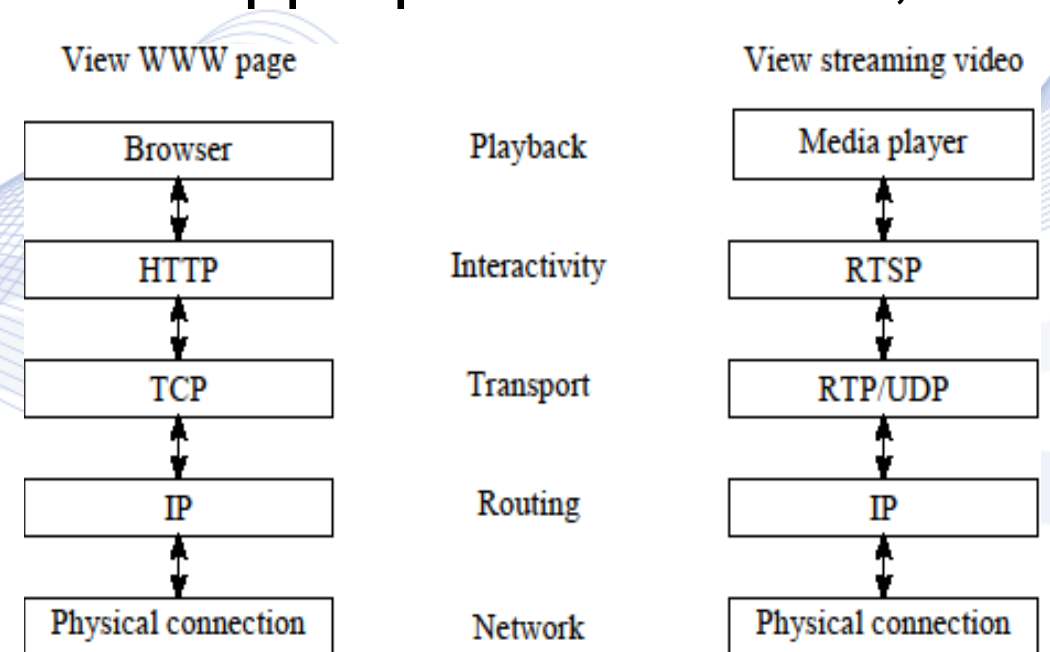 View WWW page
View streaming video
Browser
Playback
Media player
HTTP
Interactivity
RTSP
TCP
Transport
RTP/UDP
IP
Routing
IP
Physical connection
Network
Physical connection